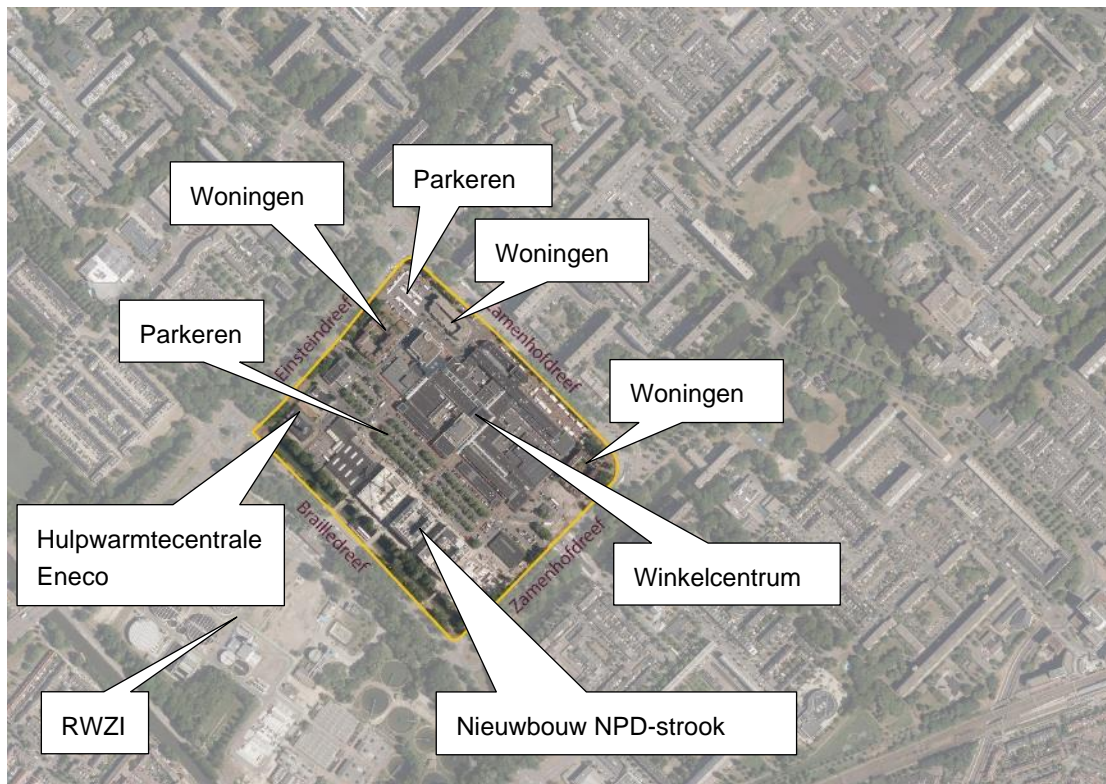 Parkeren
Woningen
Woningen
Parkeren
Einsteindreef
Zamenhofdreef
Woningen
Hulpwarmtecentrale
Eneco
Brailledreef
Zamenhofdreef
Winkelcentrum
RWZI
Nieuwbouw NPD-strook